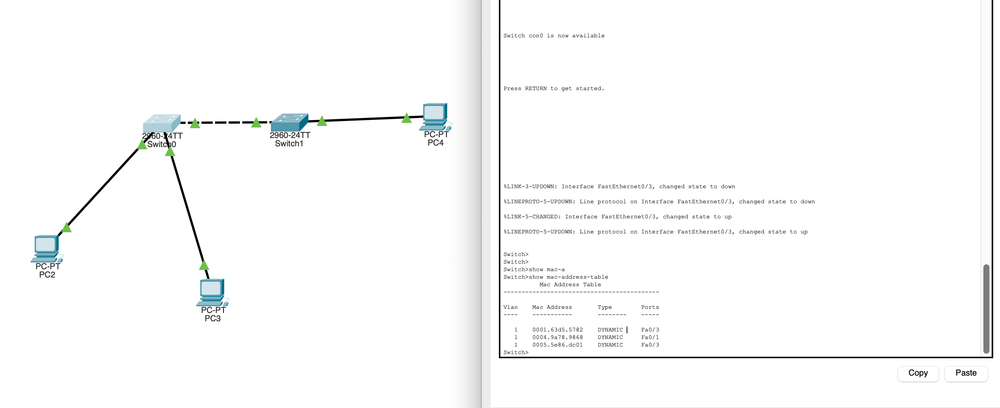 2960-24TT
Switch0
2960-24TT
Switch1
PC-PT
PC4
PC-PT
PC2
PC-PT
PC3
Switch con0 is now available
Press RETURN to get started.
%LINK-3-UPDOWN: Interface FastEthernet0/3, changed state to down
%LINEPROTO-5-UPDOWN: Line protocol on Interface FastEthernet0/3, changed state to down
%LINK-5-CHANGED: Interface FastEthernet0/3, changed state to up
%LINEPROTO-5-UPDOWN: Line protocol on Interface FastEthernet0/3, changed state to up
Switch>
Switch>
Switch>show mac-a
Switch>show mac-address-table
Mac Address Table
-------------------------------------------
Vlan    Mac Address       Type        Ports
----    -----------       --------    -----
1    0001.63d5.5782    DYNAMIC     Fa0/3
1    0004.9a78.9868    DYNAMIC     Fa0/1
1    0005.5e86.dc01    DYNAMIC     Fa0/3
Switch>
Copy
Paste